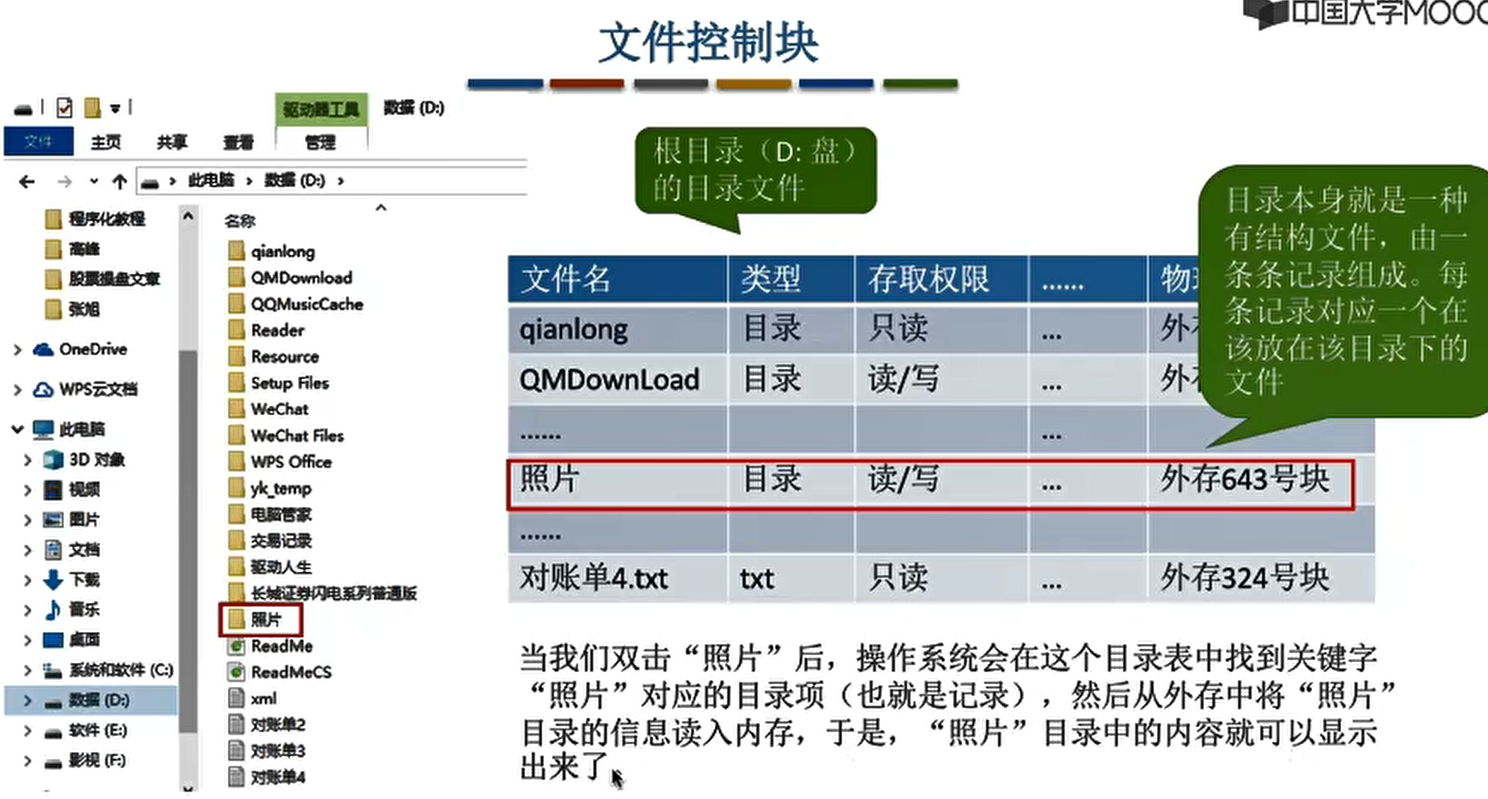 中国大学MOOC
文件控制块
驱动器工具 数据 (D:)
文件 主页 共享 查看 管理
此电脑 数据 (D:)
程序化教程
高峰
股票操盘文章
张旭
OneDrive
WPS云文档
此电脑
3D 对象
视频
图片
文档
下载
音乐
桌面
系统和软件 (C:)
数据 (D:)
软件 (E:)
影视 (F:)
名称
qianlong
QMDownload
QQMusicCache
Reader
Resource
Setup Files
WeChat
WeChat Files
WPS Office
yk_temp
电脑管家
交易记录
驱动人生
长城证券闪电系列普通版
照片
ReadMe
ReadMeCS
xml
对账单2
对账单3
对账单4
根目录（D: 盘）
的目录文件
目录本身就是一种
有结构文件，由一
条条记录组成。每
条记录对应一个在
该放在该目录下的
文件
文件名 类型 存取权限 …… 物
qianlong 目录 只读 … 外
QMDownLoad 目录 读/写 … 外
…… …
照片 目录 读/写 … 外存643号块
……
对账单4.txt txt 只读 … 外存324号块
当我们双击“照片”后，操作系统会在这个目录表中找到关键字
“照片”对应的目录项（也就是记录），然后从外存中将“照片”
目录的信息读入内存，于是，“照片”目录中的内容就可以显示
出来了